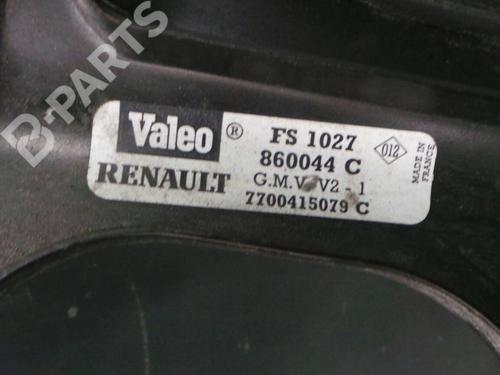 B-PARTS
Valeo ® FS 1027
860044 C
RENAULT G.M.V. V2 - 1
7700415079 C
012
MADE IN
FRANCE